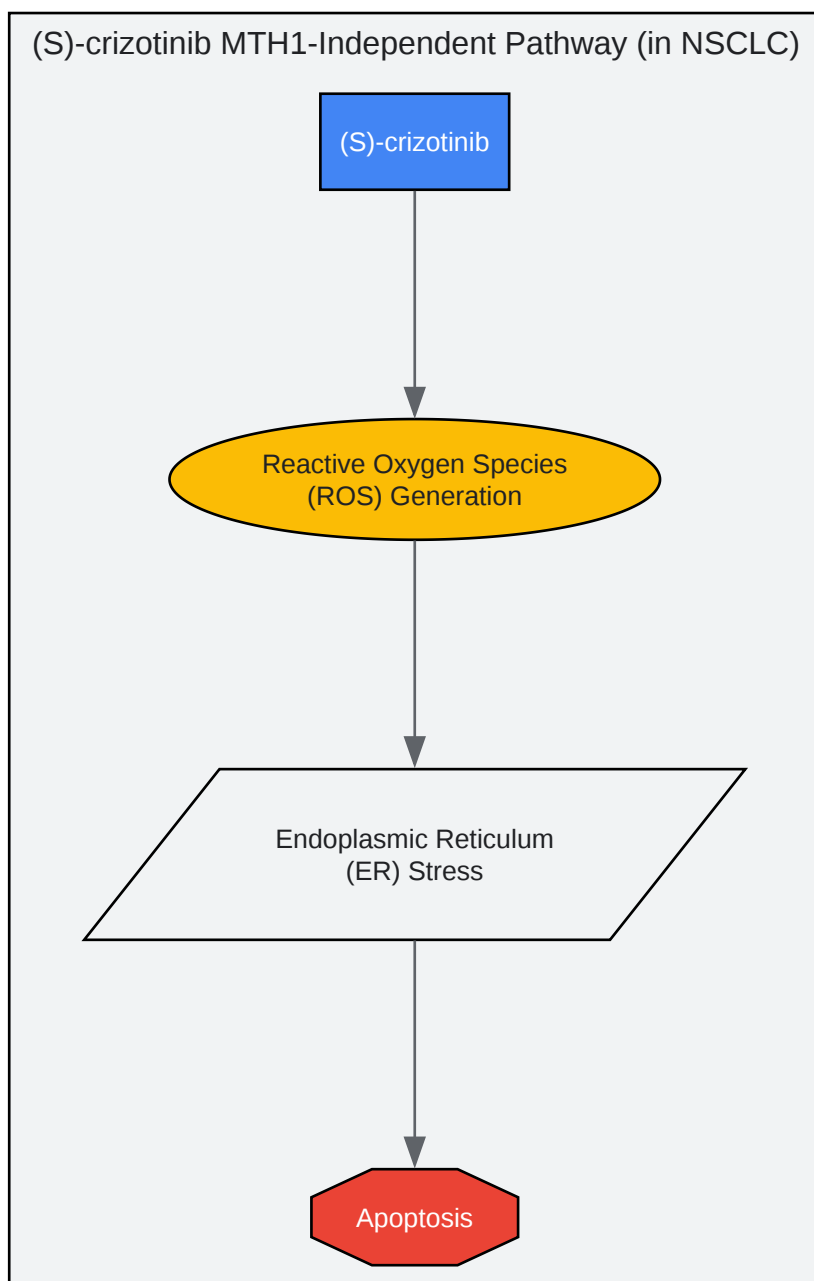 (S)-crizotinib MTH1-Independent Pathway (in NSCLC)
(S)-crizotinib
Reactive Oxygen Species
(ROS) Generation
Endoplasmic Reticulum
(ER) Stress
Apoptosis